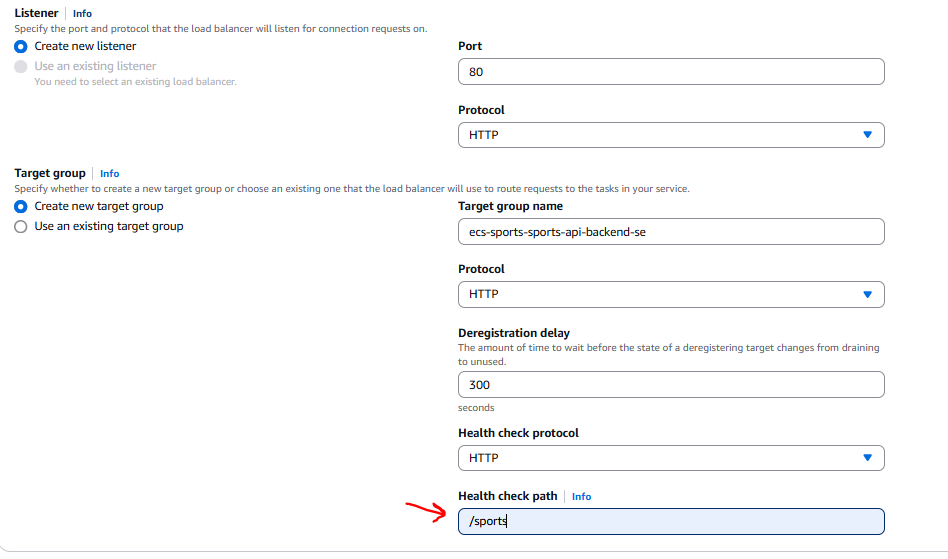 Listener Info
Specify the port and protocol that the load balancer will listen for connection requests on.
Create new listener
Use an existing listener
You need to select an existing load balancer.
Port
80
Protocol
HTTP
Target group Info
Specify whether to create a new target group or choose an existing one that the load balancer will use to route requests to the tasks in your service.
Create new target group
Use an existing target group
Target group name
ecs-sports-sports-api-backend-se
Protocol
HTTP
Deregistration delay
The amount of time to wait before the state of a deregistering target changes from draining
to unused.
300
seconds
Health check protocol
HTTP
Health check path Info
/sports